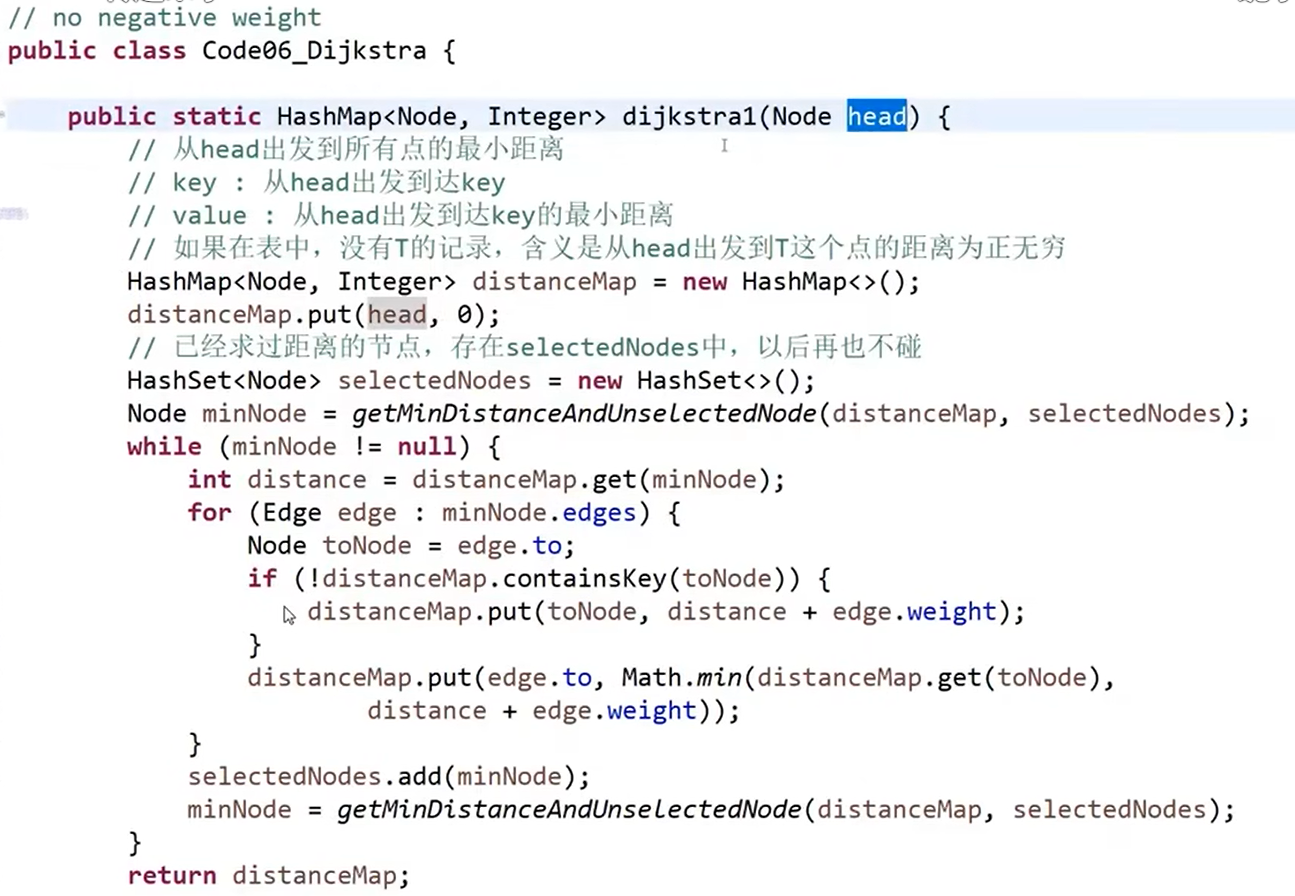 // no negative weight
public class Code06_Dijkstra {
public static HashMap<Node, Integer> dijkstra1(Node head) {
// 从head出发到所有点的最小距离
// key : 从head出发到达key
// value : 从head出发到达key的最小距离
// 如果在表中，没有T的记录，含义是从head出发到T这个点的距离为正无穷
HashMap<Node, Integer> distanceMap = new HashMap<>();
distanceMap.put(head, 0);
// 已经求过距离的节点，存在selectedNodes中，以后再也不碰
HashSet<Node> selectedNodes = new HashSet<>();
Node minNode = getMinDistanceAndUnselectedNode(distanceMap, selectedNodes);
while (minNode != null) {
int distance = distanceMap.get(minNode);
for (Edge edge : minNode.edges) {
Node toNode = edge.to;
if (!distanceMap.containsKey(toNode)) {
distanceMap.put(toNode, distance + edge.weight);
}
distanceMap.put(edge.to, Math.min(distanceMap.get(toNode),
distance + edge.weight));
}
selectedNodes.add(minNode);
minNode = getMinDistanceAndUnselectedNode(distanceMap, selectedNodes);
}
return distanceMap;